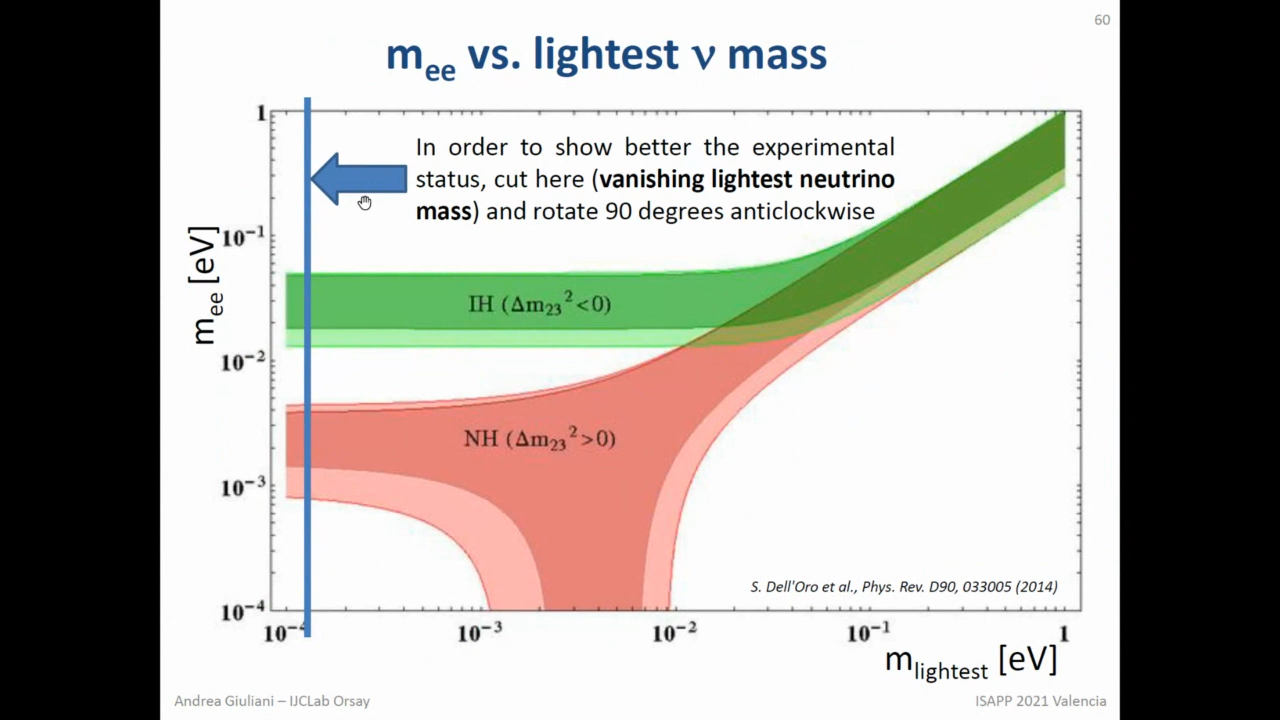 60
m_ee vs. lightest ν mass
In order to show better the experimental
status, cut here (vanishing lightest neutrino
mass) and rotate 90 degrees anticlockwise
m_ee [eV]
1
10⁻¹
10⁻²
10⁻³
10⁻⁴
IH (Δm₂₃²<0)
NH (Δm₂₃²>0)
S. Dell'Oro et al., Phys. Rev. D90, 033005 (2014)
10⁻⁴ 10⁻³ 10⁻² 10⁻¹ 1
m_lightest [eV]
Andrea Giuliani – IJCLab Orsay
ISAPP 2021 Valencia